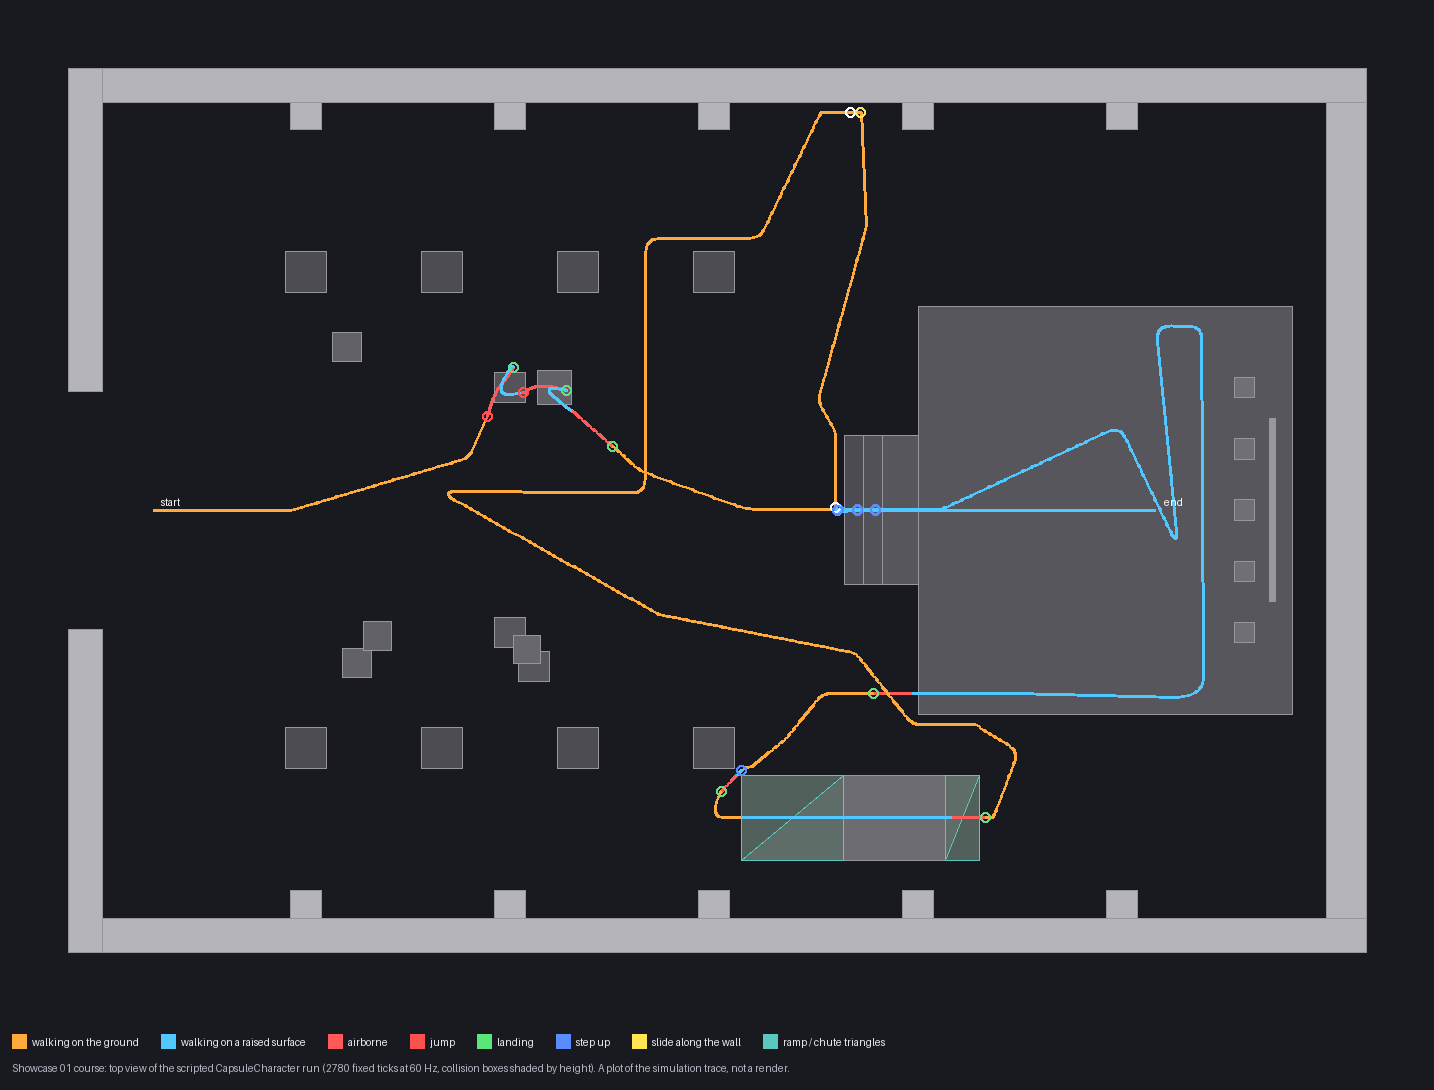 start
end
walking on the ground
walking on a raised surface
airborne
jump
landing
step up
slide along the wall
ramp / chute triangles
Showcase 01 course: top view of the scripted CapsuleCharacter run (2780 fixed ticks at 60 Hz, collision boxes shaded by height). A plot of the simulation trace, not a render.